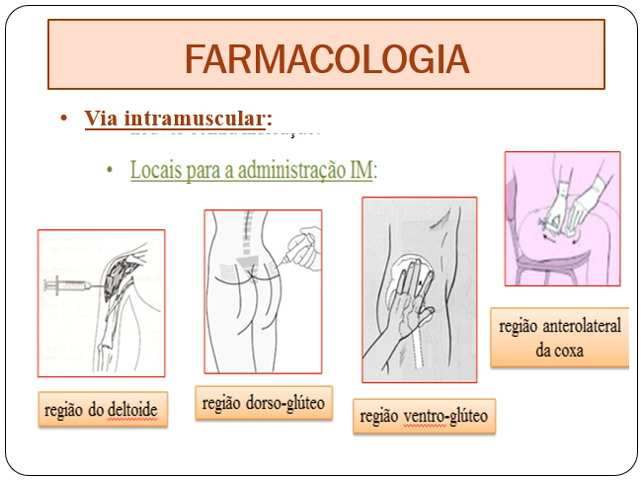 FARMACOLOGIA
• Via intramuscular:
• Locais para a administração IM:
região anterolateral
da coxa
região do deltoide
região dorso-glúteo
região ventro-glúteo